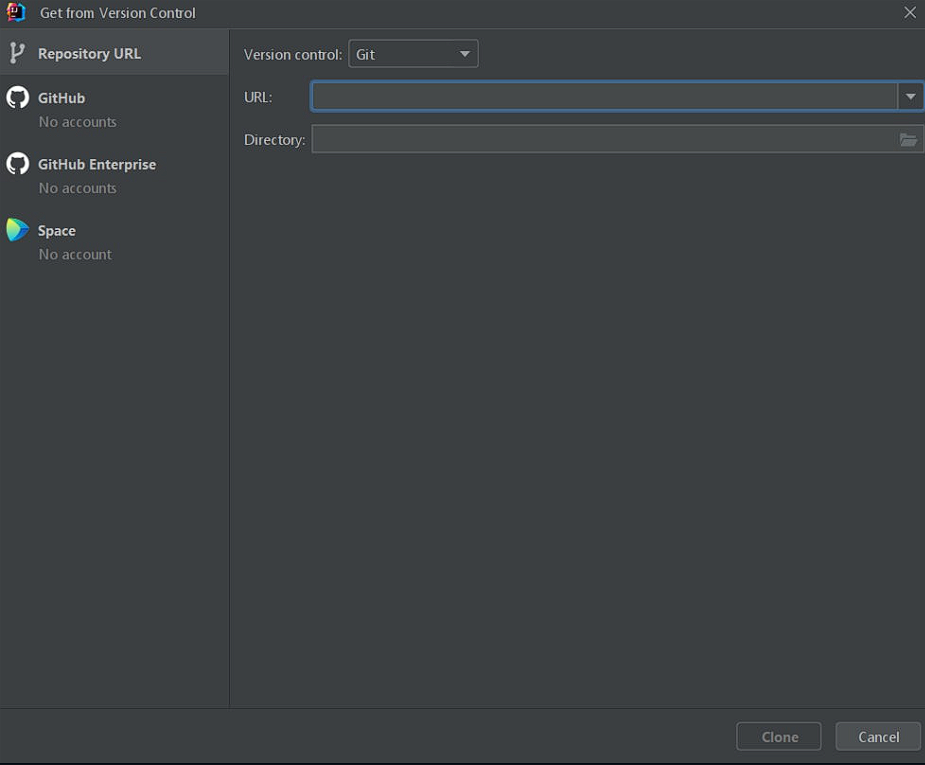 Get from Version Control
Repository URL
GitHub
No accounts
GitHub Enterprise
No accounts
Space
No account
Version control: Git
URL:
Directory:
Clone
Cancel